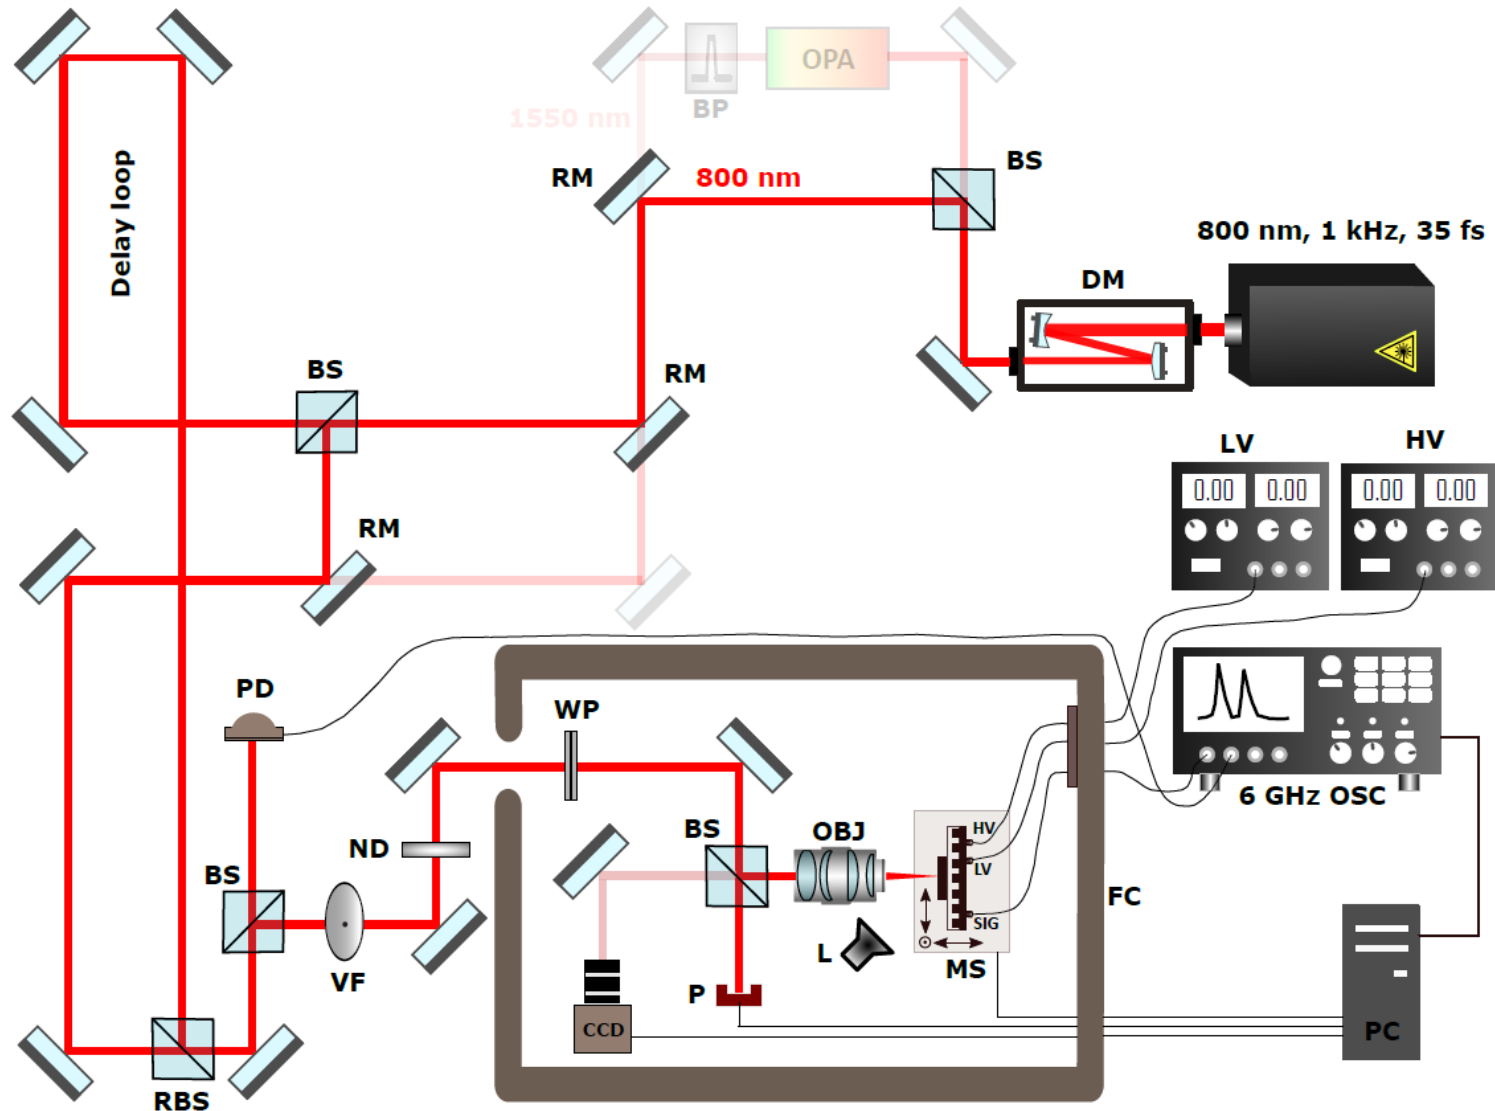 OPA
BP
1550 nm
RM
800 nm
BS
800 nm, 1 kHz, 35 fs
DM
Delay loop
BS
RM
LV
HV
0.00
0.00
0.00
0.00
RM
PD
WP
6 GHz OSC
ND
BS
OBJ
HV
LV
SIG
BS
FC
VF
L
MS
P
CCD
PC
RBS